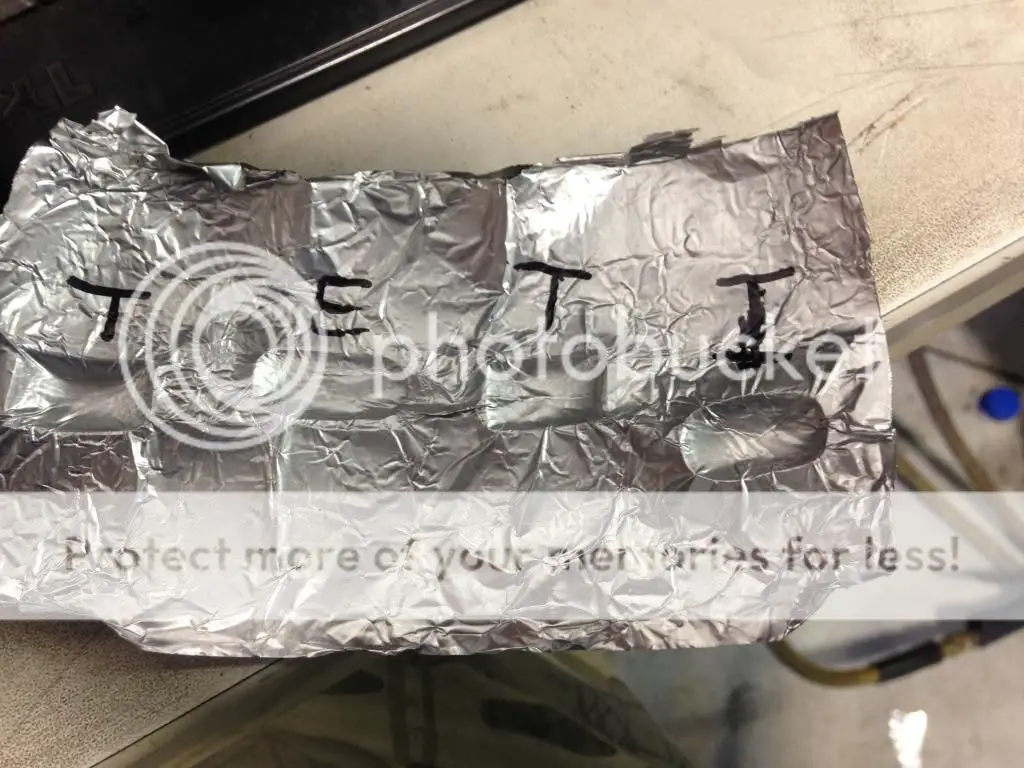 T E T I
photobucket
Protect more of your memories for less!